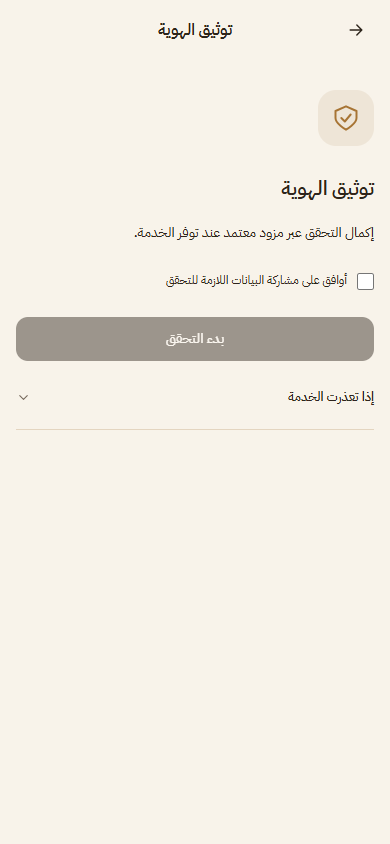 توثيق الهوية
توثيق الهوية
إكمال التحقق عبر مزود معتمد عند توفر الخدمة.
أوافق على مشاركة البيانات اللازمة للتحقق
بدء التحقق
إذا تعذرت الخدمة